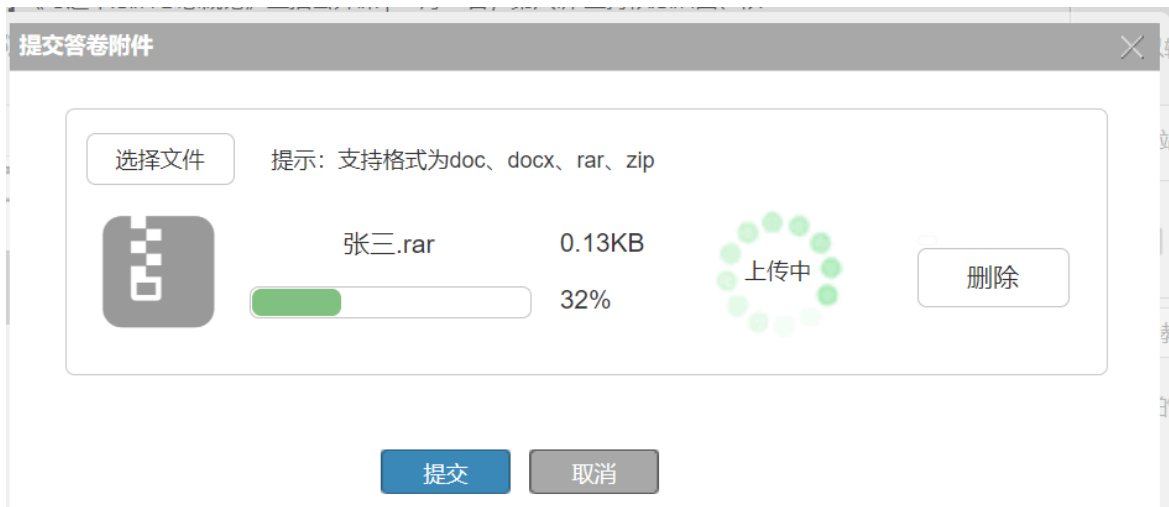 提交答卷附件
选择文件 提示：支持格式为doc、docx、rar、zip
张三.rar 0.13KB
上传中
删除
32%
提交 取消